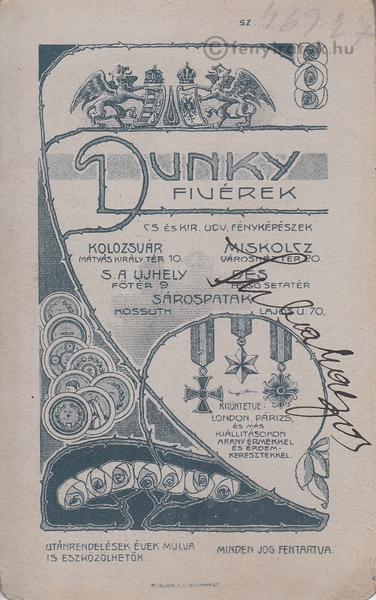 SZ.
©fenyirdak.hu
DUNKY
FIVÉREK
CS ÉS KIR. UDV. FÉNYKÉPÉSZEK
KOLOZSVÁR MISKOLCZ
MÁTYÁS KIRÁLY TÉR 10. VÁROSHÁZ TÉR 20.
S.A UJHELY DÉS
FŐTÉR 9 FELSŐ SÉTATÉR
SÁROSPATAK
KOSSUTH LAJOS U. 70.
KITÜNTETVE:
LONDON, PÁRIZS,
ÉS MÁS
KIÁLLITÁSOKON
ARANY ÉRMEKKEL
ÉS ÉRDEM-
KERESZTEKKEL.
UTÁNRENDELÉSEK ÉVEK MULVA
IS ESZKÖZÖLHETŐK.
MINDEN JOG FENTARTVA.